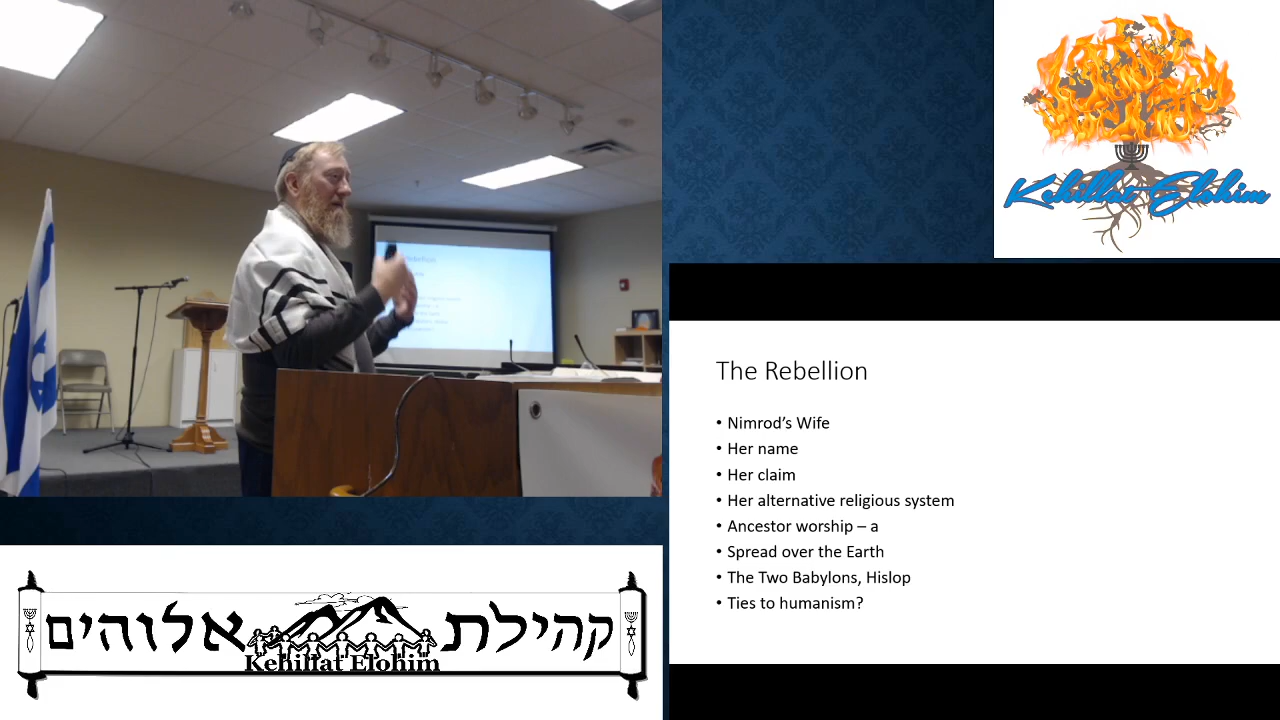 Kehillat Elohim
The Rebellion
• Nimrod's Wife
• Her name
• Her claim
• Her alternative religious system
• Ancestor worship – a
• Spread over the Earth
• The Two Babylons, Hislop
• Ties to humanism?
קהילת אלוהים
Kehillat Elohim